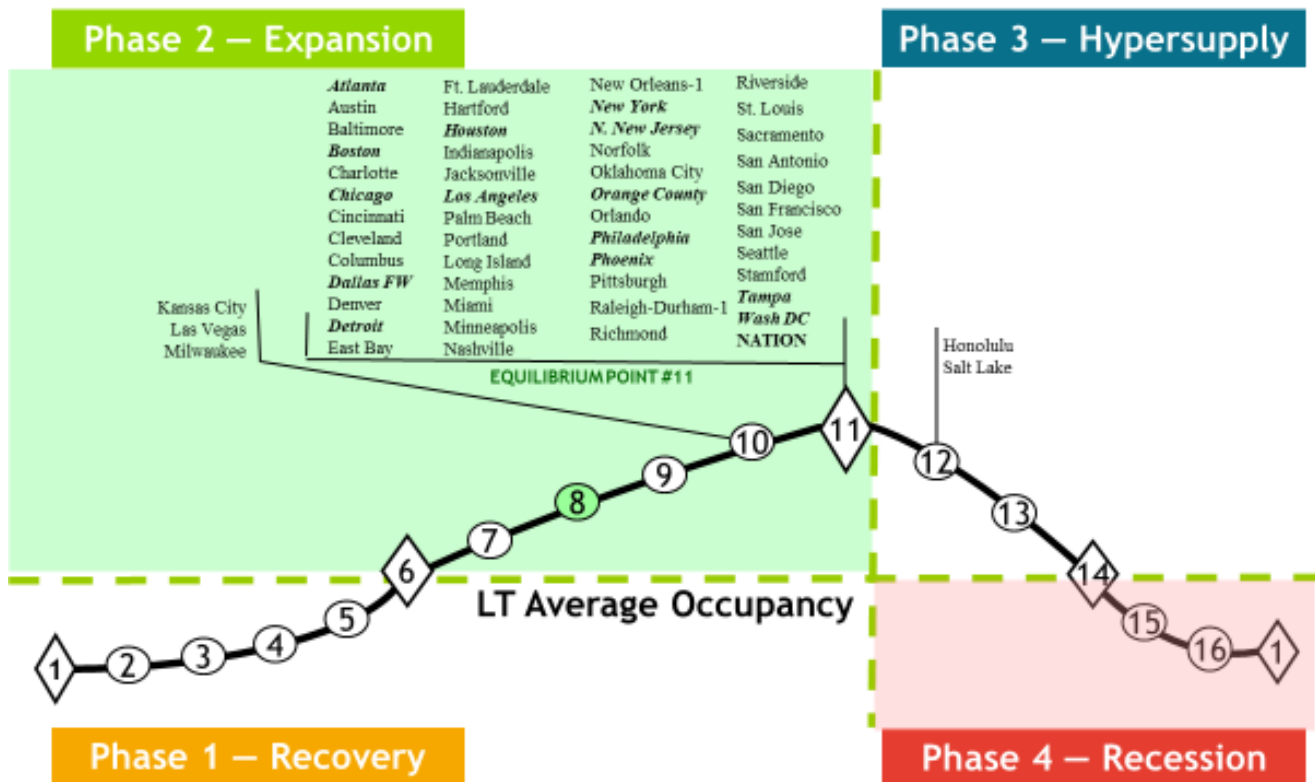 Phase 2 — Expansion
Phase 3 — Hypersupply
Atlanta
Austin
Baltimore
Boston
Charlotte
Chicago
Cincinnati
Cleveland
Columbus
Dallas FW
Denver
Detroit
East Bay
Ft. Lauderdale
Hartford
Houston
Indianapolis
Jacksonville
Los Angeles
Palm Beach
Portland
Long Island
Memphis
Miami
Minneapolis
Nashville
New Orleans-1
New York
N. New Jersey
Norfolk
Oklahoma City
Orange County
Orlando
Philadelphia
Phoenix
Pittsburgh
Raleigh-Durham-1
Richmond
Riverside
St. Louis
Sacramento
San Antonio
San Diego
San Francisco
San Jose
Seattle
Stamford
Tampa
Wash DC
NATION
Kansas City
Las Vegas
Milwaukee
Honolulu
Salt Lake
EQUILIBRIUM POINT #11
1
2
3
4
5
6
7
8
9
10
11
12
13
14
15
16
1
LT Average Occupancy
Phase 1 — Recovery
Phase 4 — Recession